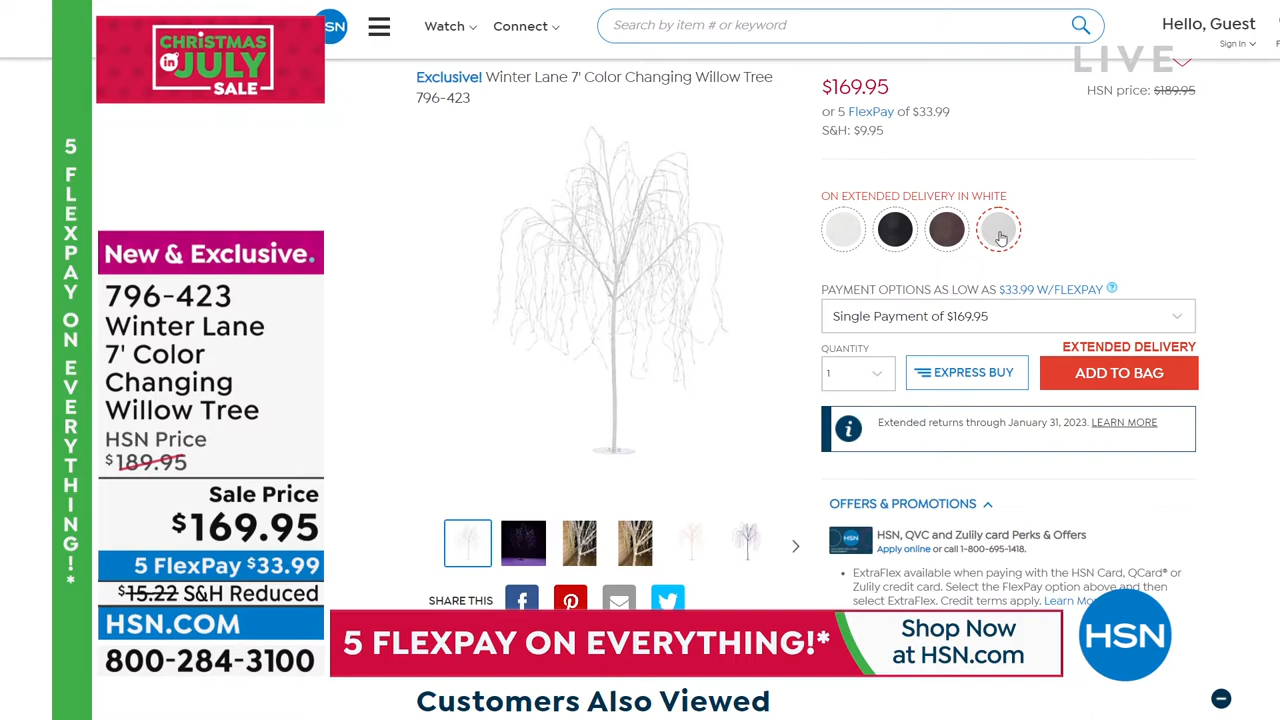 5 FLEXPAY ON EVERYTHING!*
CHRISTMAS
in
JULY
SALE
HSN
Watch
Connect
Search by item # or keyword
Hello, Guest
Sign In
LIVE
Exclusive! Winter Lane 7' Color Changing Willow Tree
796-423
$169.95
HSN price: $189.95
or 5 FlexPay of $33.99
S&H: $9.95
ON EXTENDED DELIVERY IN WHITE
PAYMENT OPTIONS AS LOW AS $33.99 W/FLEXPAY ?
Single Payment of $169.95
QUANTITY
EXTENDED DELIVERY
1
EXPRESS BUY
ADD TO BAG
i
Extended returns through January 31, 2023. LEARN MORE
OFFERS & PROMOTIONS
HSN
HSN, QVC and Zulily card Perks & Offers
Apply online or call 1-800-695-1418.
• ExtraFlex available when paying with the HSN Card, QCard® or
Zulily credit card. Select the FlexPay option above and then
select ExtraFlex. Credit terms apply. Learn
SHARE THIS
New & Exclusive.
796-423
Winter Lane
7' Color
Changing
Willow Tree
HSN Price
$189.95
Sale Price
$169.95
5 FlexPay $33.99
$15.22 S&H Reduced
HSN.COM
800-284-3100
5 FLEXPAY ON EVERYTHING!*
Shop Now
at HSN.com
HSN
Customers Also Viewed